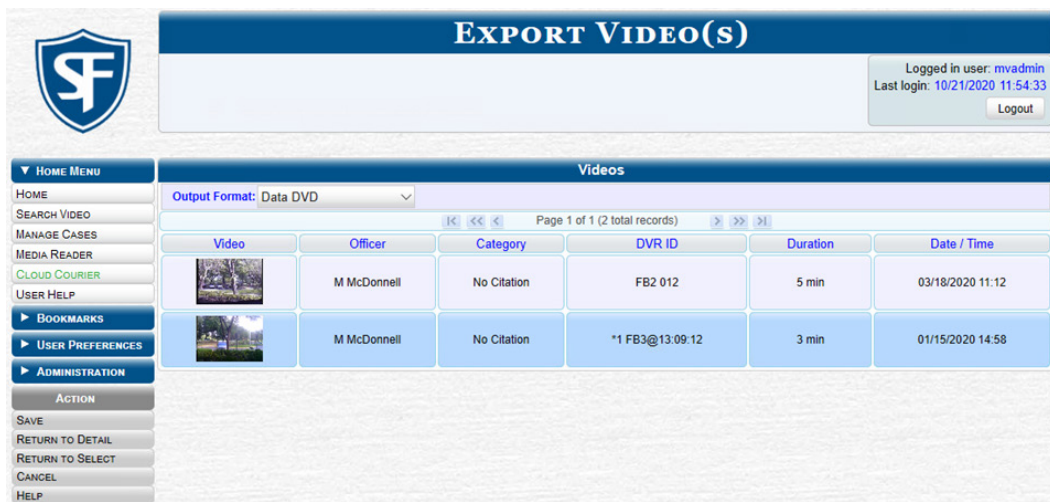 EXPORT VIDEO(S)
SF
Logged in user: mvadmin
Last login: 10/21/2020 11:54:33
Logout
▼ HOME MENU
HOME
SEARCH VIDEO
MANAGE CASES
MEDIA READER
CLOUD COURIER
USER HELP
▶ BOOKMARKS
▶ USER PREFERENCES
▶ ADMINISTRATION
ACTION
SAVE
RETURN TO DETAIL
RETURN TO SELECT
CANCEL
HELP
Videos
Output Format: Data DVD
|< << < Page 1 of 1 (2 total records) > >> >|
Video Officer Category DVR ID Duration Date / Time
M McDonnell No Citation FB2 012 5 min 03/18/2020 11:12
M McDonnell No Citation *1 FB3@13:09:12 3 min 01/15/2020 14:58